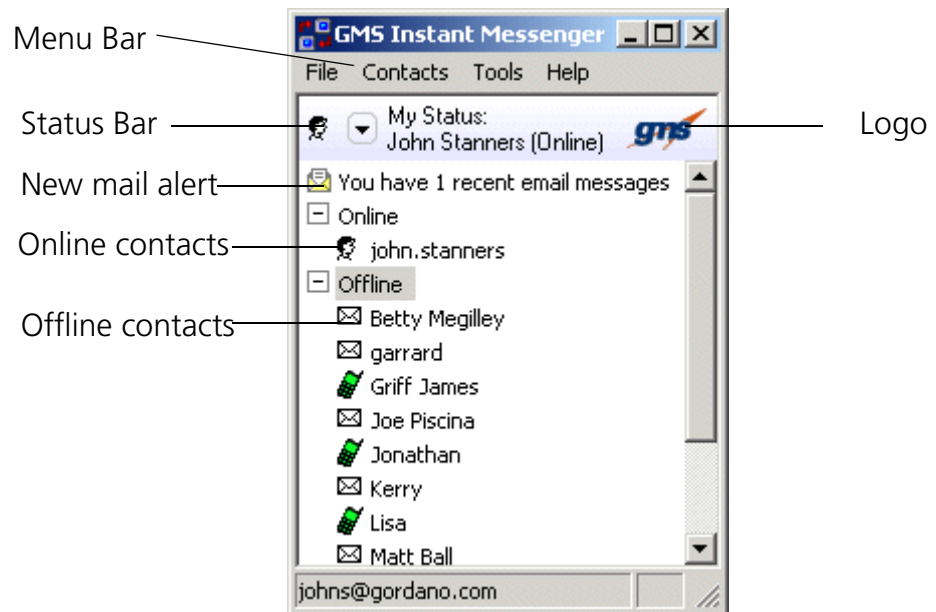 GMS Instant Messenger
Menu Bar
File Contacts Tools Help
Status Bar
My Status:
John Stanners (Online)
gms
Logo
New mail alert
You have 1 recent email messages
Online
Online contacts
john.stanners
Offline
Offline contacts
Betty Megilley
garrard
Griff James
Joe Piscina
Jonathan
Kerry
Lisa
Matt Ball
johns@gordano.com